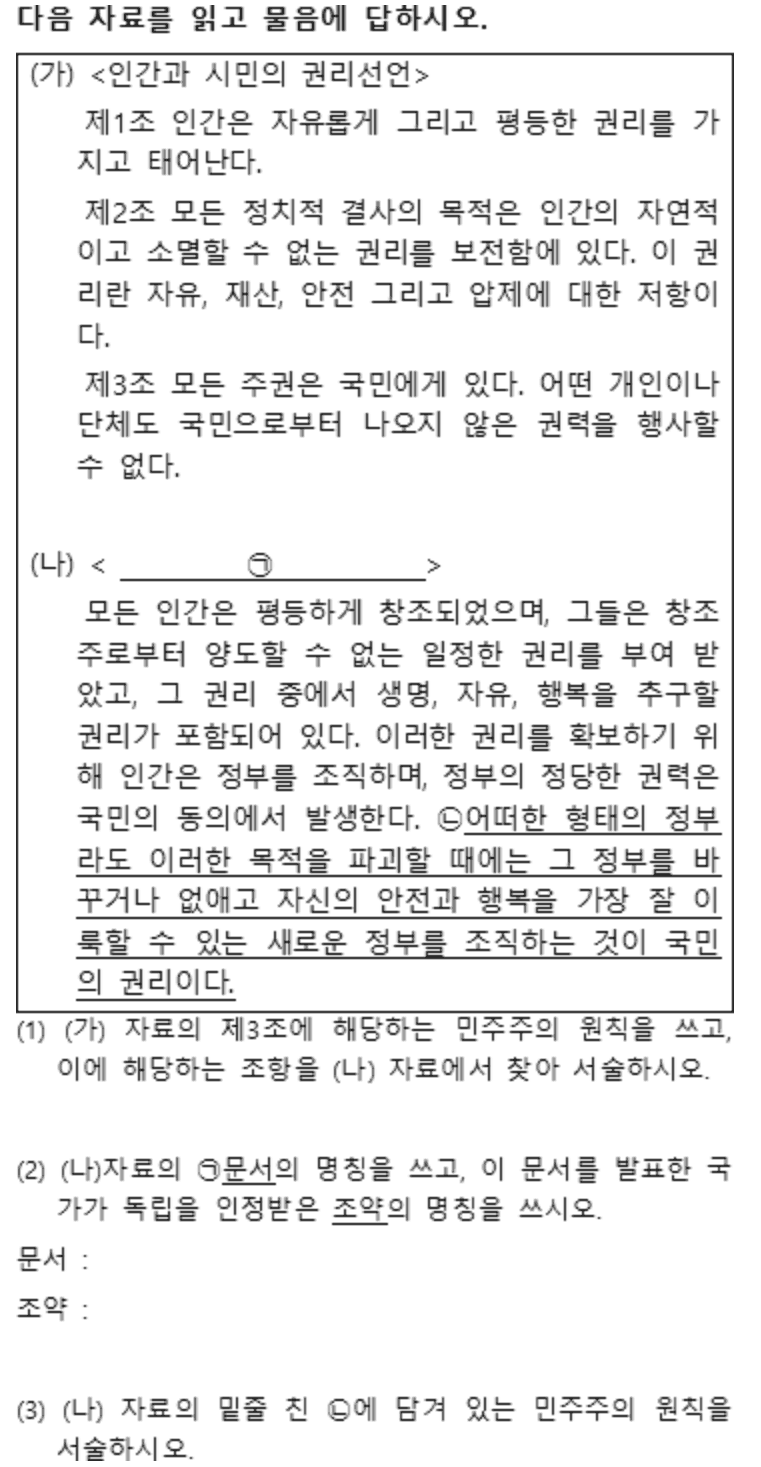 다음 자료를 읽고 물음에 답하시오.
(가) <인간과 시민의 권리선언>
제1조 인간은 자유롭게 그리고 평등한 권리를 가
지고 태어난다.
제2조 모든 정치적 결사의 목적은 인간의 자연적
이고 소멸할 수 없는 권리를 보전함에 있다. 이 권
리란 자유, 재산, 안전 그리고 압제에 대한 저항이
다.
제3조 모든 주권은 국민에게 있다. 어떤 개인이나
단체도 국민으로부터 나오지 않은 권력을 행사할
수 없다.
(나) < ㉠ >
모든 인간은 평등하게 창조되었으며, 그들은 창조
주로부터 양도할 수 없는 일정한 권리를 부여 받
았고, 그 권리 중에서 생명, 자유, 행복을 추구할
권리가 포함되어 있다. 이러한 권리를 확보하기 위
해 인간은 정부를 조직하며, 정부의 정당한 권력은
국민의 동의에서 발생한다. ㉡어떠한 형태의 정부
라도 이러한 목적을 파괴할 때에는 그 정부를 바
꾸거나 없애고 자신의 안전과 행복을 가장 잘 이
룩할 수 있는 새로운 정부를 조직하는 것이 국민
의 권리이다.
(1) (가) 자료의 제3조에 해당하는 민주주의 원칙을 쓰고,
이에 해당하는 조항을 (나) 자료에서 찾아 서술하시오.
(2) (나)자료의 ㉠문서의 명칭을 쓰고, 이 문서를 발표한 국
가가 독립을 인정받은 조약의 명칭을 쓰시오.
문서 :
조약 :
(3) (나) 자료의 밑줄 친 ㉡에 담겨 있는 민주주의 원칙을
서술하시오.